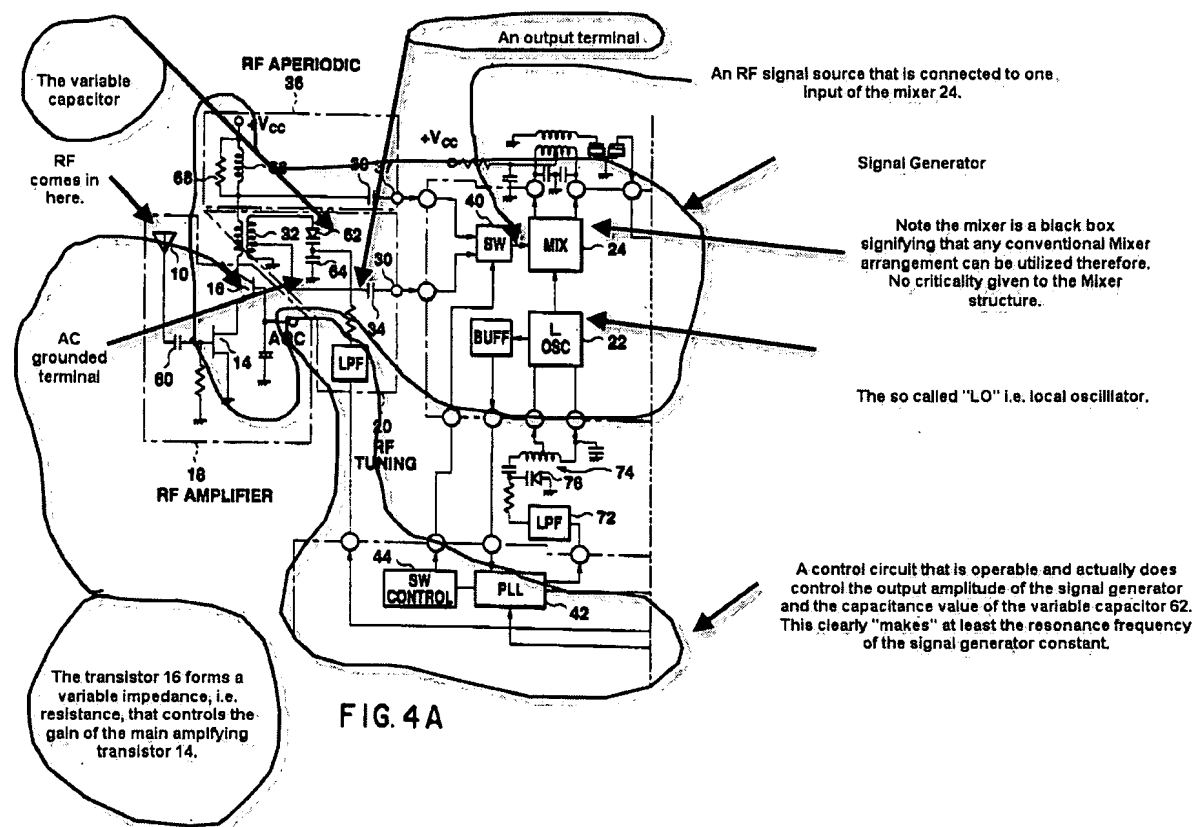 An output terminal
The variable
capacitor
RF APERIODIC
36
An RF signal source that is connected to one
input of the mixer 24.
+Vcc
+Vcc
RF
comes in
here.
68
Signal Generator
40
SW
MIX
24
32
62
64
30
10
16
34
Note the mixer is a black box
signifying that any conventional Mixer
arrangement can be utilized therefore.
No criticality given to the Mixer
structure.
AC
grounded
terminal
AGC
60
14
LPF
BUFF
L
OSC
22
The so called "LO" i.e. local oscilliator.
20
RF
TUNING
18
RF AMPLIFIER
74
76
LPF
72
44
SW
CONTROL
PLL
42
A control circuit that is operable and actually does
control the output amplitude of the signal generator
and the capacitance value of the variable capacitor 62.
This clearly "makes" at least the resonance frequency
of the signal generator constant.
The transistor 16 forms a
variable impedance, i.e.
resistance, that controls the
gain of the main amplfying
transistor 14.
FIG. 4A